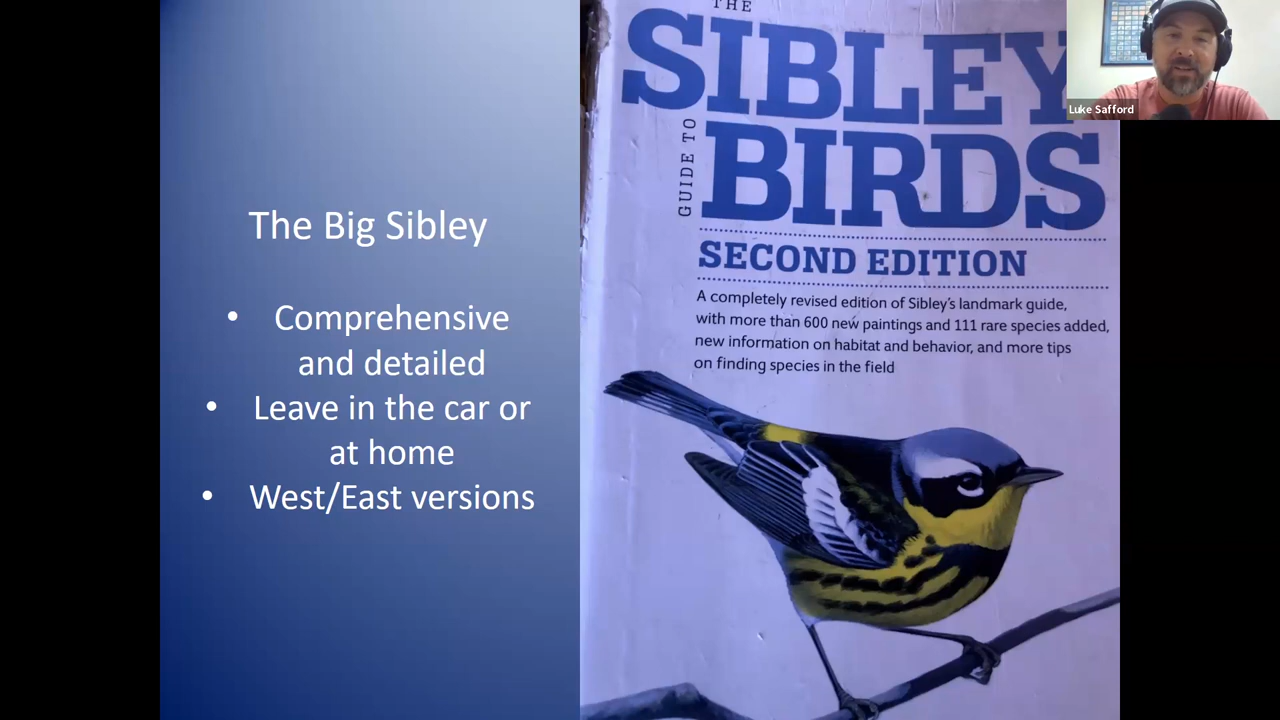 The Big Sibley
• Comprehensive
and detailed
• Leave in the car or
at home
• West/East versions
THE
SIBLEY
GUIDE TO
BIRDS
SECOND EDITION
A completely revised edition of Sibley's landmark guide,
with more than 600 new paintings and 111 rare species added,
new information on habitat and behavior, and more tips
on finding species in the field
Luke Safford